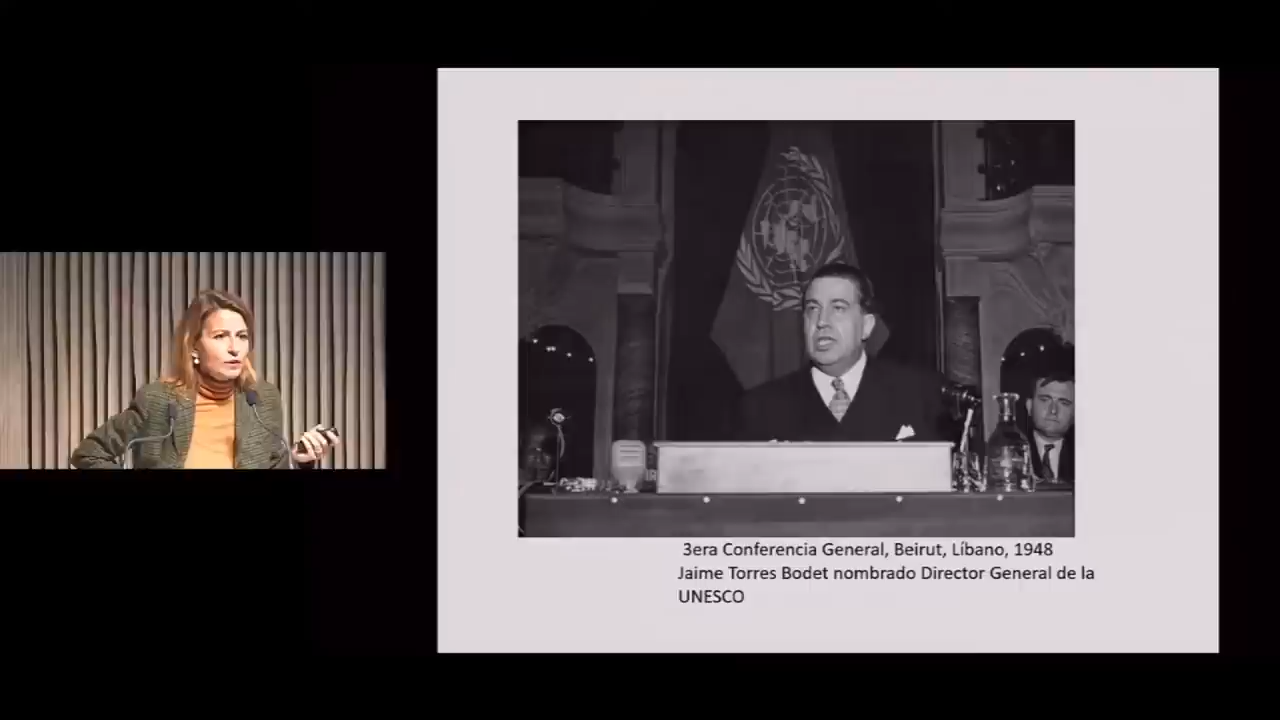 3era Conferencia General, Beirut, Líbano, 1948
Jaime Torres Bodet nombrado Director General de la
UNESCO